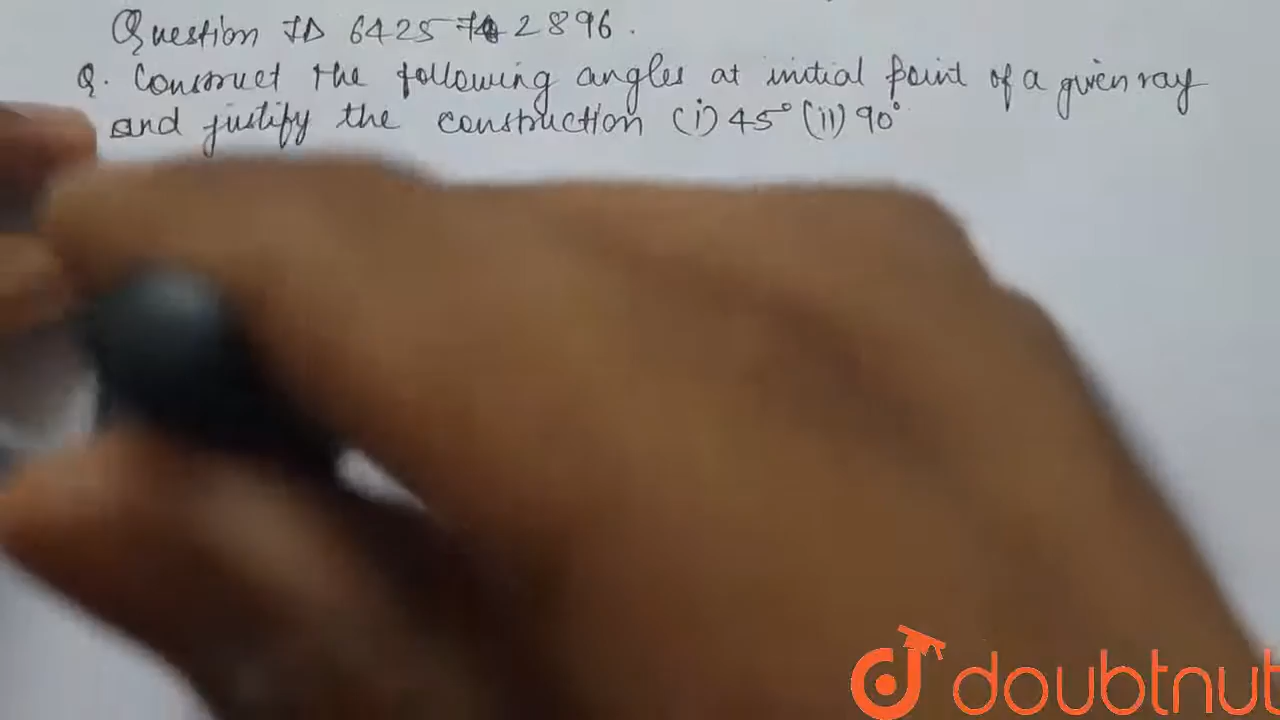 Question ID 6425 2896.
Q. Construct the following angles at initial point of a given ray
and justify the construction (i) 45° (ii) 90°
doubtnut